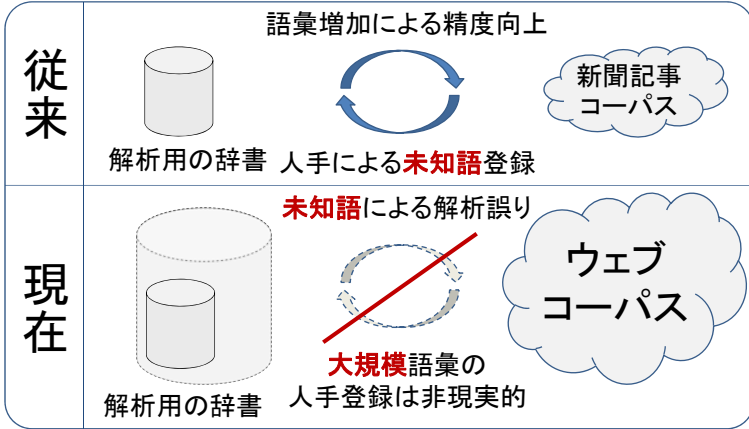 従来
語彙増加による精度向上
新聞記事
コーパス
解析用の辞書
人手による未知語登録
現在
未知語による解析誤り
ウェブ
コーパス
大規模語彙の
人手登録は非現実的
解析用の辞書